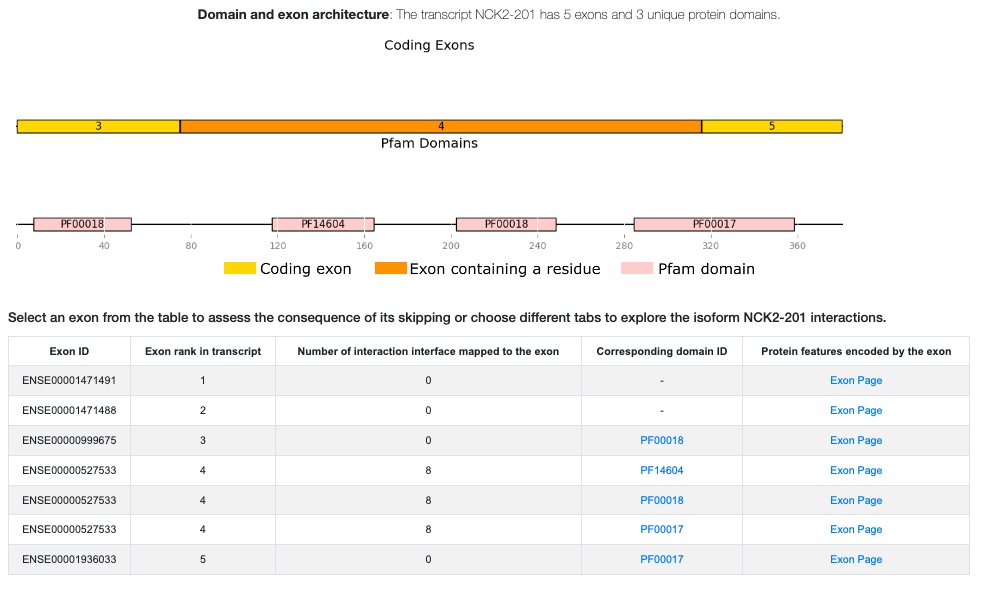 Domain and exon architecture: The transcript NCK2-201 has 5 exons and 3 unique protein domains.
Coding Exons
3 4 5
Pfam Domains
PF00018 PF14604 PF00018 PF00017
0 40 80 120 160 200 240 280 320 360
Coding exon Exon containing a residue Pfam domain
Select an exon from the table to assess the consequence of its skipping or choose different tabs to explore the isoform NCK2-201 interactions.
Exon ID Exon rank in transcript Number of interaction interface mapped to the exon Corresponding domain ID Protein features encoded by the exon
ENSE00001471491 1 0 - Exon Page
ENSE00001471488 2 0 - Exon Page
ENSE00000999675 3 0 PF00018 Exon Page
ENSE00000527533 4 8 PF14604 Exon Page
ENSE00000527533 4 8 PF00018 Exon Page
ENSE00000527533 4 8 PF00017 Exon Page
ENSE00001936033 5 0 PF00017 Exon Page